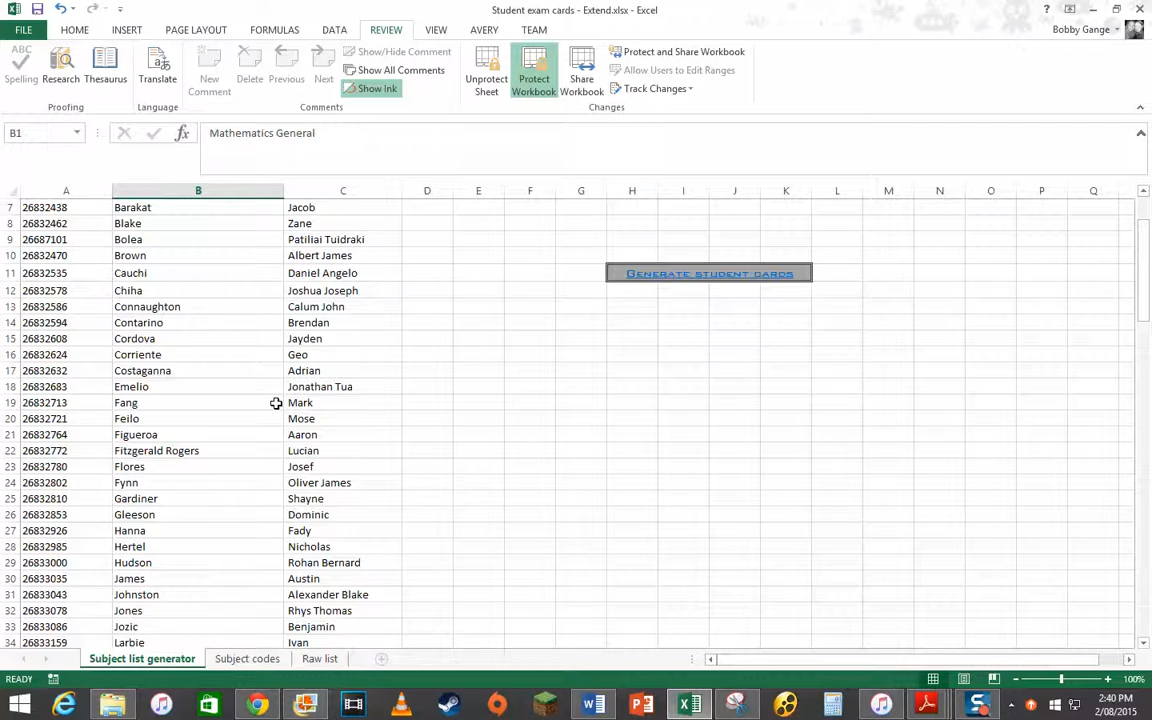 Student exam cards - Extend.xlsx - Excel
FILE HOME INSERT PAGE LAYOUT FORMULAS DATA REVIEW VIEW AVERY TEAM Bobby Gange
ABC
Spelling Research Thesaurus Translate New Comment Delete Previous Next
Show/Hide Comment
Show All Comments
Show Ink
Unprotect Sheet Protect Workbook Share Workbook
Protect and Share Workbook
Allow Users to Edit Ranges
Track Changes
Proofing Language Comments Changes
B1 fx Mathematics General
A B C D E F G H I J K L M N O P Q
7 26832438 Barakat Jacob
8 26832462 Blake Zane
9 26687101 Bolea Patiliai Tuidraki
10 26832470 Brown Albert James
11 26832535 Cauchi Daniel Angelo Generate student cards
12 26832578 Chiha Joshua Joseph
13 26832586 Connaughton Calum John
14 26832594 Contarino Brendan
15 26832608 Cordova Jayden
16 26832624 Corriente Geo
17 26832632 Costaganna Adrian
18 26832683 Emelio Jonathan Tua
19 26832713 Fang Mark
20 26832721 Feilo Mose
21 26832764 Figueroa Aaron
22 26832772 Fitzgerald Rogers Lucian
23 26832780 Flores Josef
24 26832802 Fynn Oliver James
25 26832810 Gardiner Shayne
26 26832853 Gleeson Dominic
27 26832926 Hanna Fady
28 26832985 Hertel Nicholas
29 26833000 Hudson Rohan Bernard
30 26833035 James Austin
31 26833043 Johnston Alexander Blake
32 26833078 Jones Rhys Thomas
33 26833086 Jozic Benjamin
34 26833159 Larbie Ivan
Subject list generator Subject codes Raw list
READY 100%
2:40 PM
2/08/2015